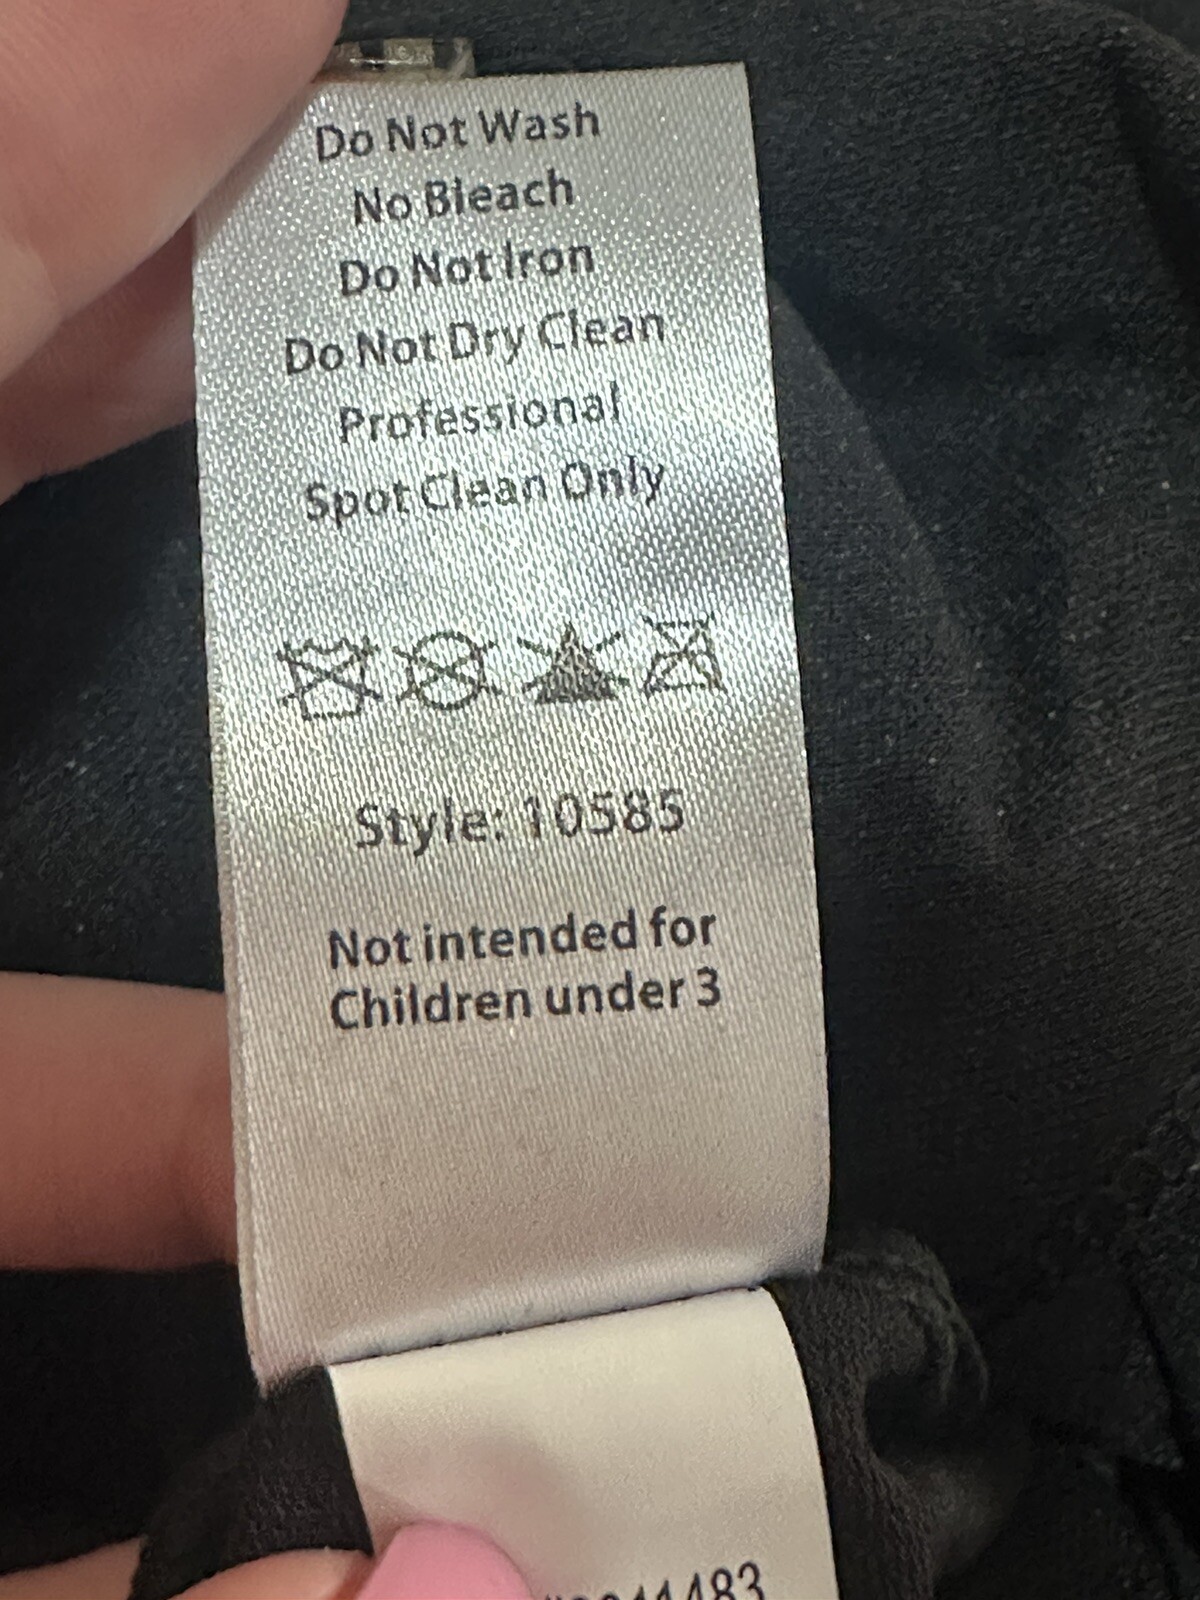 Do Not Wash
No Bleach
Do Not Iron
Do Not Dry Clean
Professional
Spot Clean Only
Style: 10585
Not intended for
Children under 3